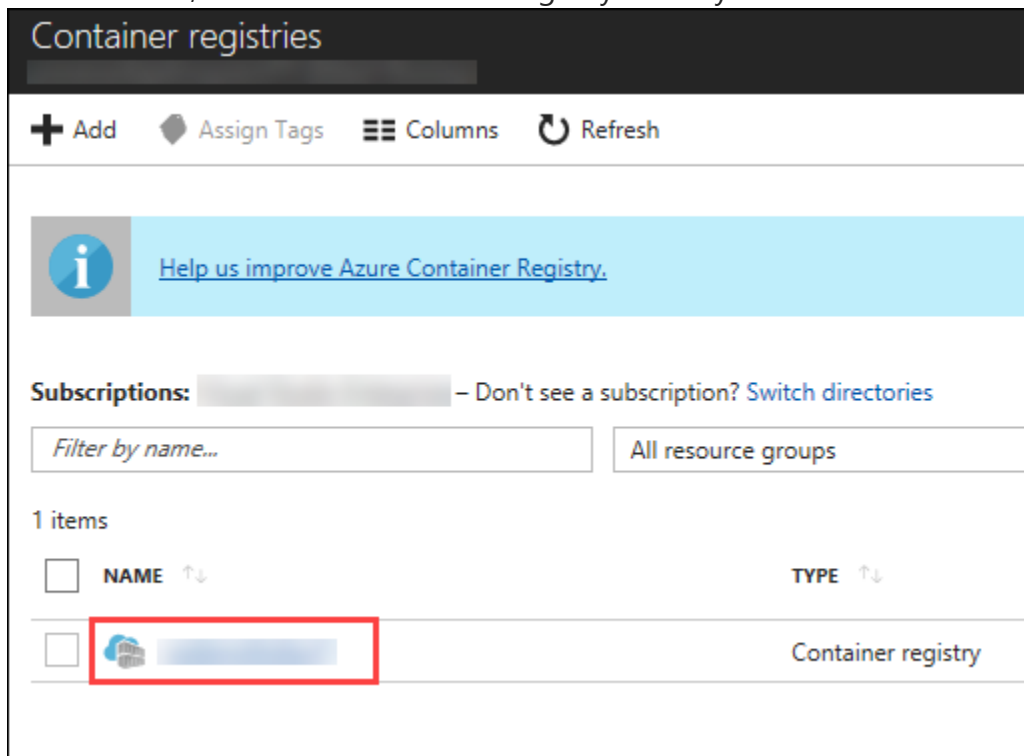 Container registries
Add Assign Tags Columns Refresh
Help us improve Azure Container Registry.
Subscriptions: – Don't see a subscription? Switch directories
Filter by name... All resource groups
1 items
NAME TYPE
Container registry